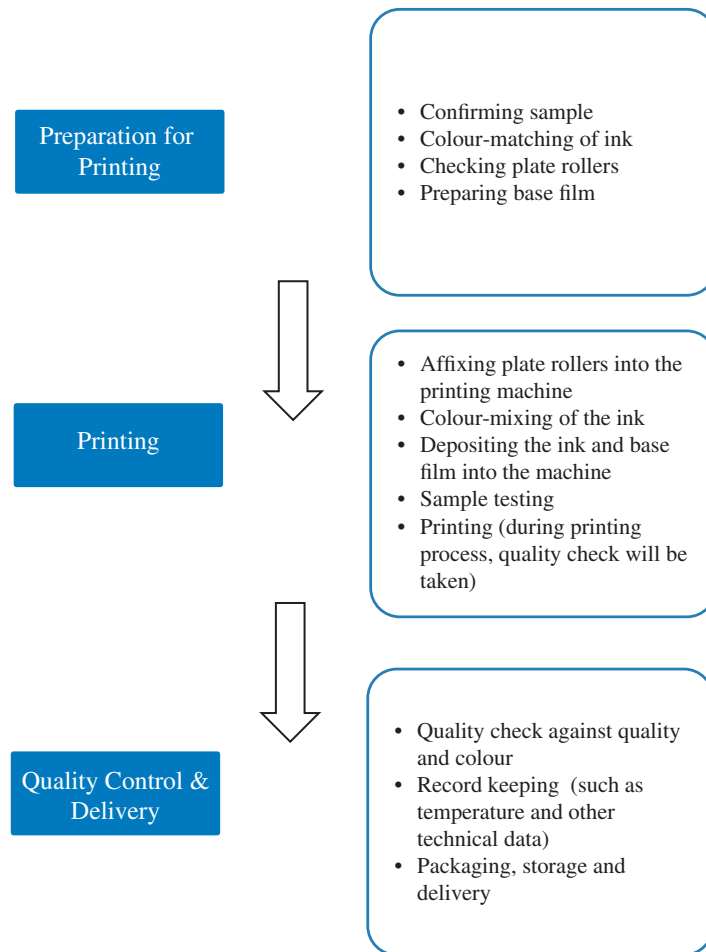 Preparation for
Printing
• Confirming sample
• Colour-matching of ink
• Checking plate rollers
• Preparing base film
Printing
• Affixing plate rollers into the
printing machine
• Colour-mixing of the ink
• Depositing the ink and base
film into the machine
• Sample testing
• Printing (during printing
process, quality check will be
taken)
Quality Control &
Delivery
• Quality check against quality
and colour
• Record keeping (such as
temperature and other
technical data)
• Packaging, storage and
delivery